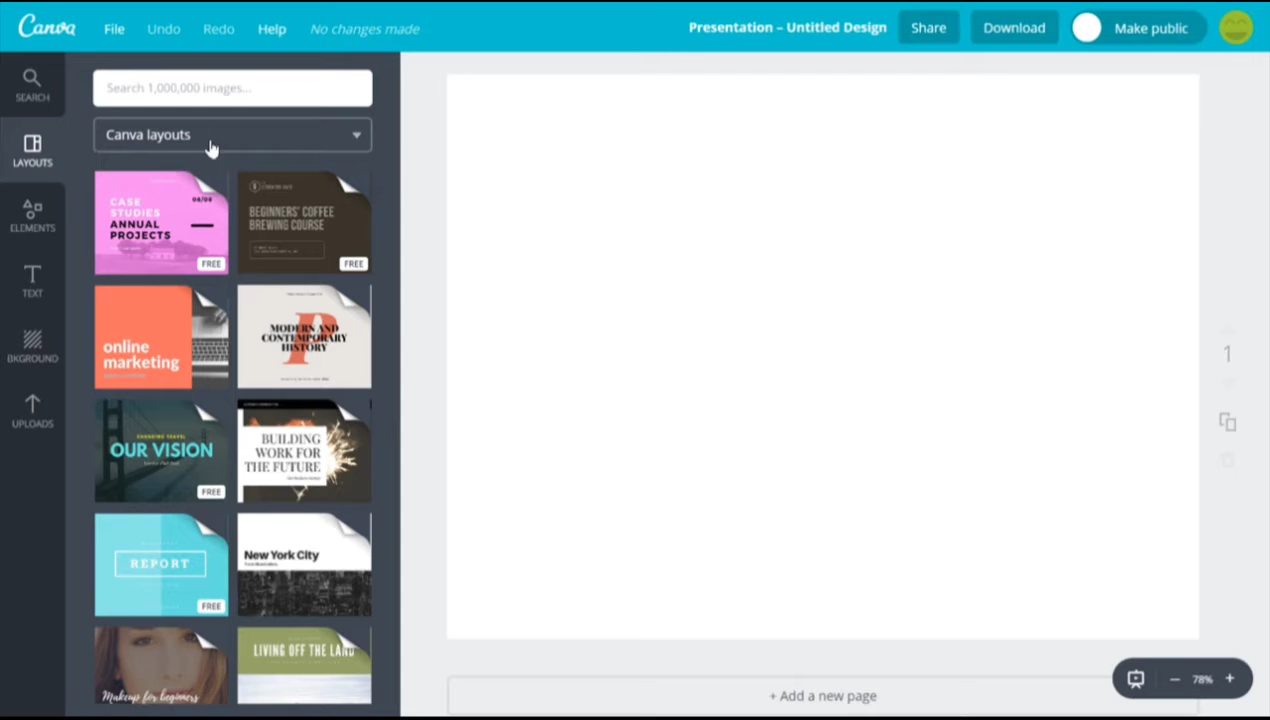 Canva
File
Undo
Redo
Help
No changes made
Presentation – Untitled Design
Share
Download
Make public
SEARCH
LAYOUTS
ELEMENTS
TEXT
BKGROUND
UPLOADS
Search 1,000,000 images...
Canva layouts
CASE
STUDIES
ANNUAL
PROJECTS
FREE
BEGINNERS' COFFEE
BREWING COURSE
FREE
online
marketing
P
MODERN AND
CONTEMPORARY
HISTORY
OUR VISION
FREE
BUILDING
WORK FOR
THE FUTURE
REPORT
FREE
New York City
Makeup for beginners
LIVING OFF THE LAND
1
+ Add a new page
78%